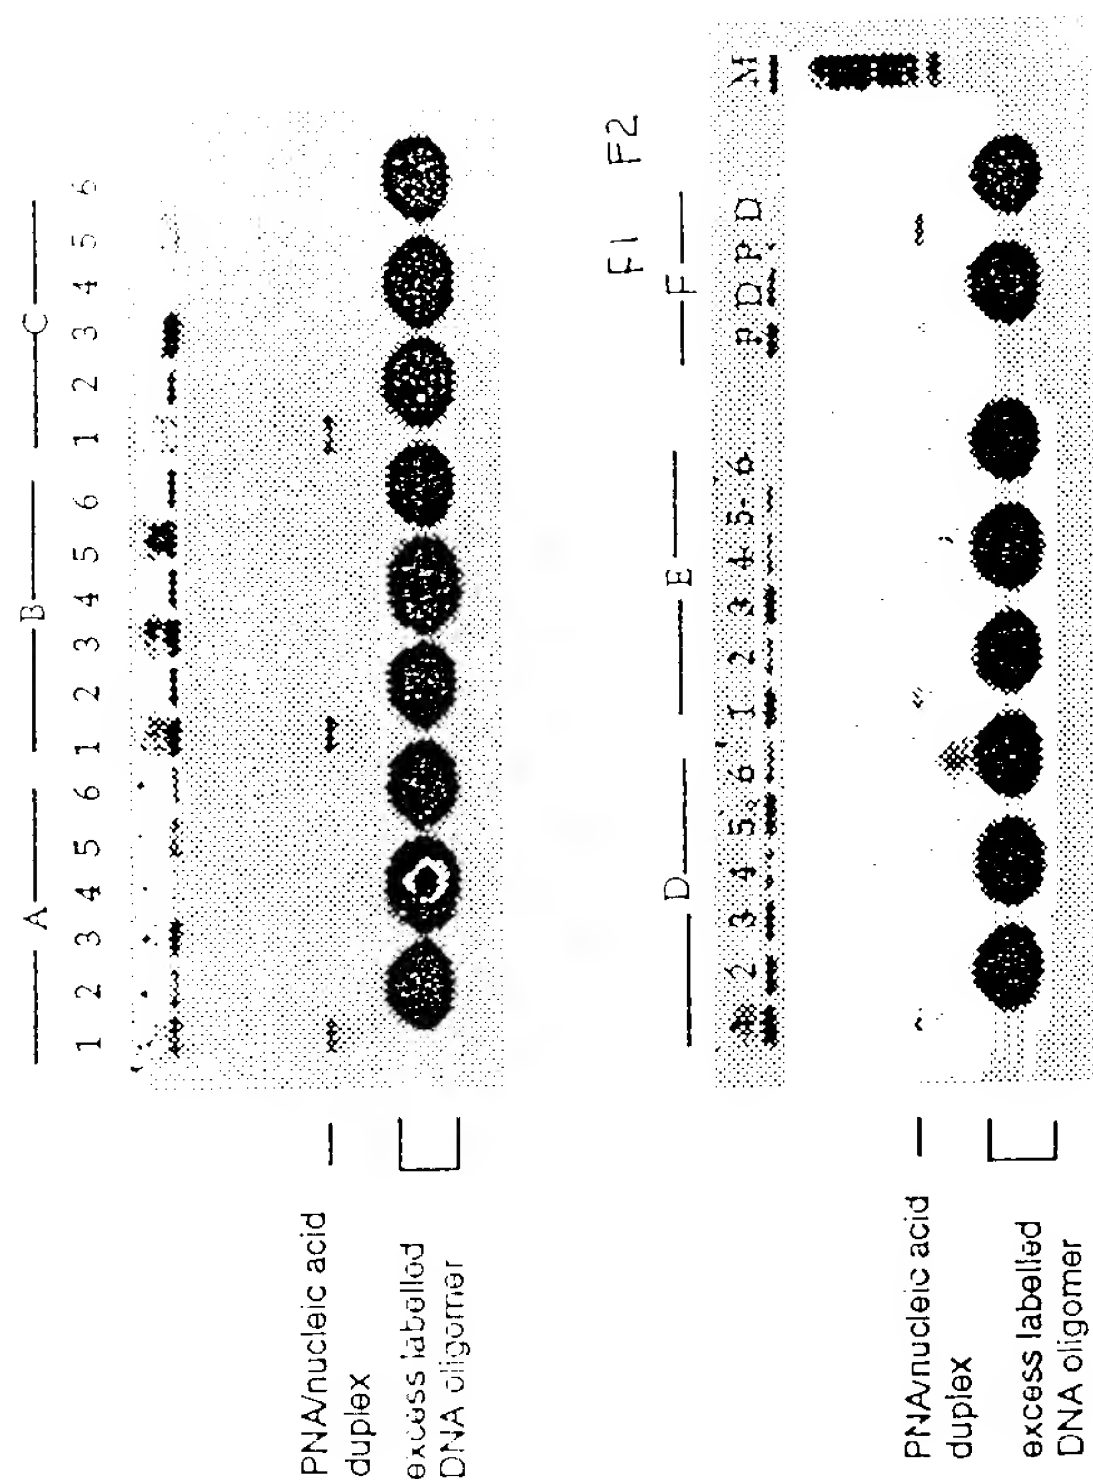 A B C
1 2 3 4 5 6 1 2 3 4 5 6 1 2 3 4 5 6
PNA/nucleic acid
duplex
excess labelled
DNA oligomer
F1 F2
D E F
1 2 3 4 5 6 1 2 3 4 5 6 P D P D M
PNA/nucleic acid
duplex
excess labelled
DNA oligomer